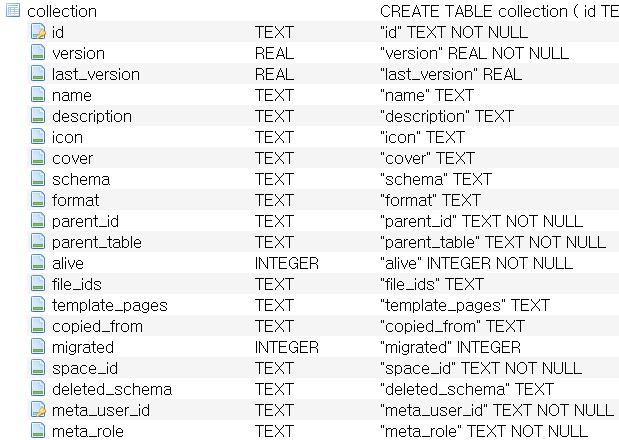 collection CREATE TABLE collection ( id TE
id TEXT "id" TEXT NOT NULL
version REAL "version" REAL NOT NULL
last_version REAL "last_version" REAL
name TEXT "name" TEXT
description TEXT "description" TEXT
icon TEXT "icon" TEXT
cover TEXT "cover" TEXT
schema TEXT "schema" TEXT
format TEXT "format" TEXT
parent_id TEXT "parent_id" TEXT NOT NULL
parent_table TEXT "parent_table" TEXT NOT NULL
alive INTEGER "alive" INTEGER NOT NULL
file_ids TEXT "file_ids" TEXT
template_pages TEXT "template_pages" TEXT
copied_from TEXT "copied_from" TEXT
migrated INTEGER "migrated" INTEGER
space_id TEXT "space_id" TEXT NOT NULL
deleted_schema TEXT "deleted_schema" TEXT
meta_user_id TEXT "meta_user_id" TEXT NOT NULL
meta_role TEXT "meta_role" TEXT NOT NULL